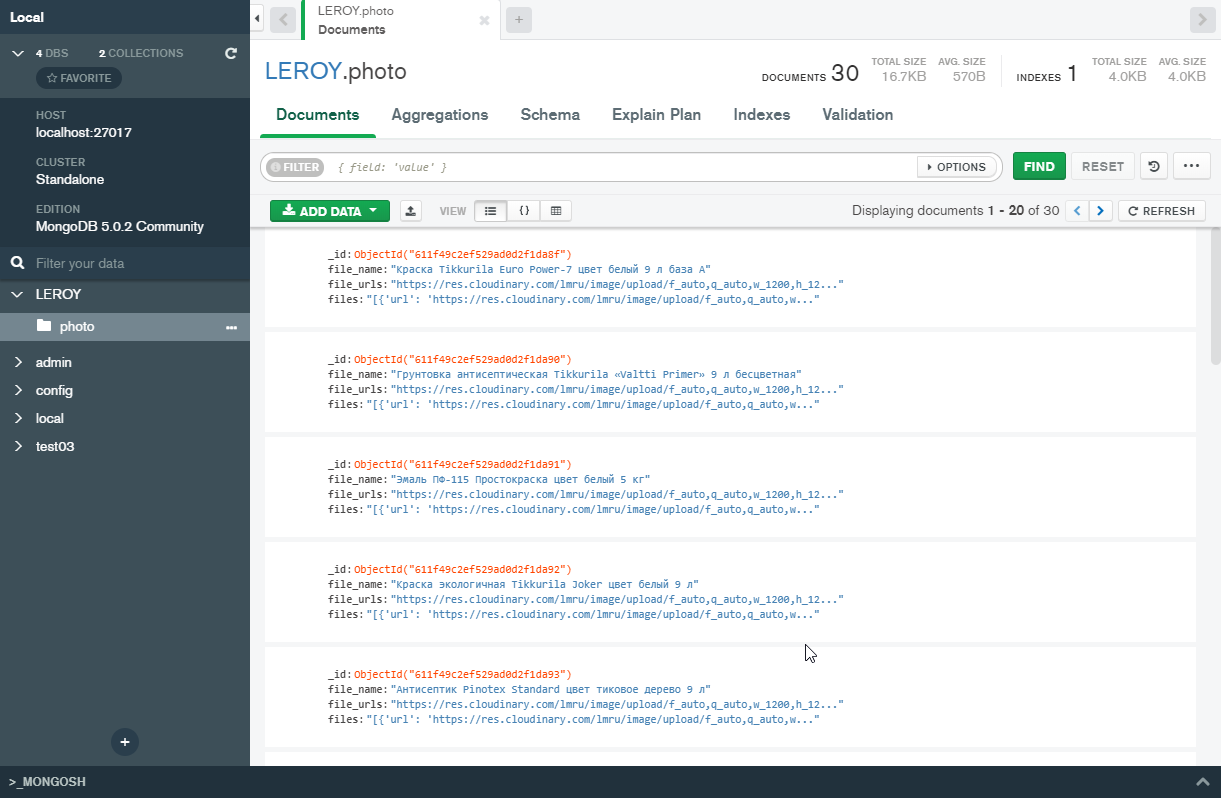 Local
4 DBS 2 COLLECTIONS
FAVORITE
HOST
localhost:27017
CLUSTER
Standalone
EDITION
MongoDB 5.0.2 Community
Filter your data
LEROY
photo
admin
config
local
test03
>_MONGOSH
LEROY.photo
Documents
LEROY.photo
DOCUMENTS 30
TOTAL SIZE 16.7KB
AVG. SIZE 570B
INDEXES 1
TOTAL SIZE 4.0KB
AVG. SIZE 4.0KB
Documents Aggregations Schema Explain Plan Indexes Validation
FILTER { field: 'value' } OPTIONS FIND RESET
ADD DATA VIEW { } Displaying documents 1 - 20 of 30 REFRESH
_id: ObjectId("611f49c2ef529ad0d2f1da8f")
file_name: "Краска Tikkurila Euro Power-7 цвет белый 9 л база А"
file_urls: "https://res.cloudinary.com/lmru/image/upload/f_auto,q_auto,w_1200,h_12..."
files: "[{'url': 'https://res.cloudinary.com/lmru/image/upload/f_auto,q_auto,w..."
_id: ObjectId("611f49c2ef529ad0d2f1da90")
file_name: "Грунтовка антисептическая Tikkurila «Valtti Primer» 9 л бесцветная"
file_urls: "https://res.cloudinary.com/lmru/image/upload/f_auto,q_auto,w_1200,h_12..."
files: "[{'url': 'https://res.cloudinary.com/lmru/image/upload/f_auto,q_auto,w..."
_id: ObjectId("611f49c2ef529ad0d2f1da91")
file_name: "Эмаль ПФ-115 Простокраска цвет белый 5 кг"
file_urls: "https://res.cloudinary.com/lmru/image/upload/f_auto,q_auto,w_1200,h_12..."
files: "[{'url': 'https://res.cloudinary.com/lmru/image/upload/f_auto,q_auto,w..."
_id: ObjectId("611f49c2ef529ad0d2f1da92")
file_name: "Краска экологичная Tikkurila Joker цвет белый 9 л"
file_urls: "https://res.cloudinary.com/lmru/image/upload/f_auto,q_auto,w_1200,h_12..."
files: "[{'url': 'https://res.cloudinary.com/lmru/image/upload/f_auto,q_auto,w..."
_id: ObjectId("611f49c2ef529ad0d2f1da93")
file_name: "Антисептик Pinotex Standard цвет тиковое дерево 9 л"
file_urls: "https://res.cloudinary.com/lmru/image/upload/f_auto,q_auto,w_1200,h_12..."
files: "[{'url': 'https://res.cloudinary.com/lmru/image/upload/f_auto,q_auto,w..."